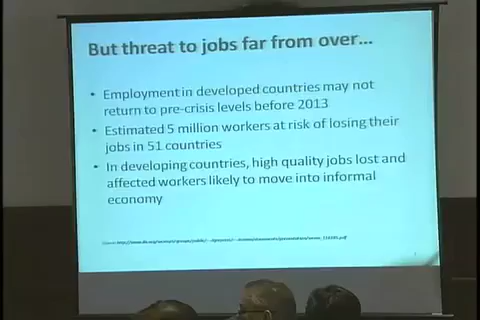 But threat to jobs far from over...
• Employment in developed countries may not
return to pre-crisis levels before 2013
• Estimated 5 million workers at risk of losing their
jobs in 51 countries
• In developing countries, high quality jobs lost and
affected workers likely to move into informal
economy